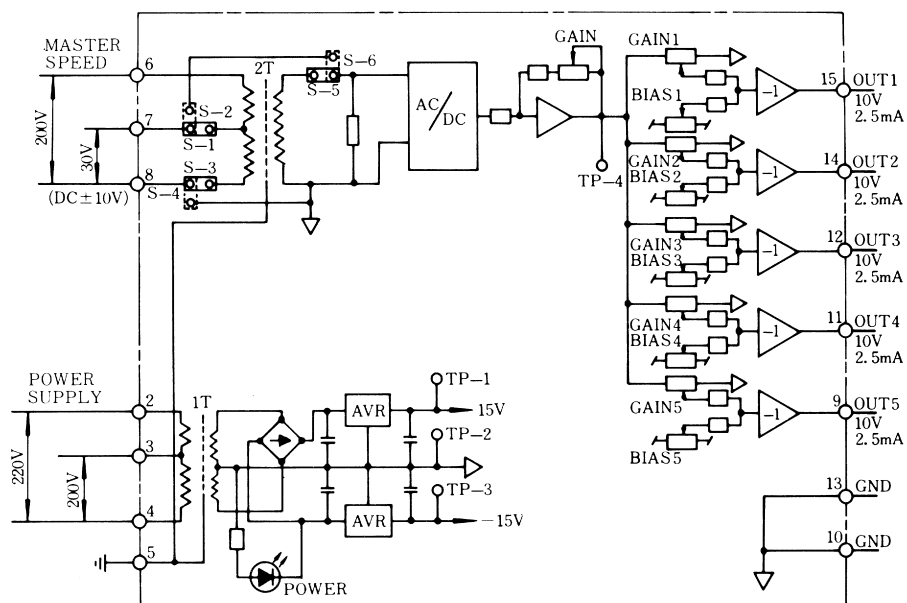 MASTER
SPEED
6
7
8
200V
30V
(DC±10V)
S-2
S-1
S-3
S-4
2T
S-6
S-5
AC/DC
GAIN
TP-4
GAIN1
BIAS1
-1
15
OUT1
10V
2.5mA
GAIN2
BIAS2
-1
14
OUT2
10V
2.5mA
GAIN3
BIAS3
-1
12
OUT3
10V
2.5mA
GAIN4
BIAS4
-1
11
OUT4
10V
2.5mA
GAIN5
BIAS5
-1
9
OUT5
10V
2.5mA
13
GND
10
GND
POWER
SUPPLY
2
3
4
5
220V
200V
1T
AVR
AVR
TP-1
15V
TP-2
TP-3
-15V
POWER